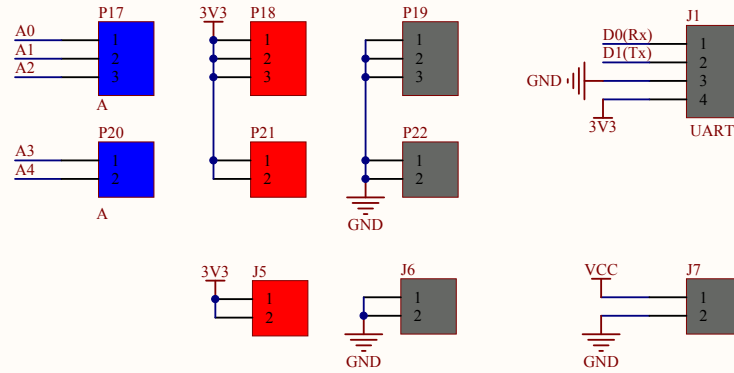 P17
A0
1
A1
2
A2
3
A
3V3
P18
1
2
3
P19
1
2
3
J1
D0(Rx)
1
D1(Tx)
2
GND
3
4
3V3
UART
P20
A3
1
A4
2
A
P21
1
2
P22
1
2
GND
3V3
J5
1
2
J6
1
2
GND
VCC
J7
1
2
GND